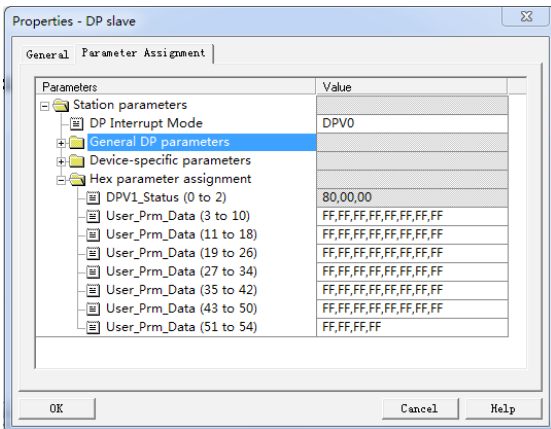 Properties - DP slave
General Parameter Assignment
Parameters Value
Station parameters
DP Interrupt Mode DPV0
General DP parameters
Device-specific parameters
Hex parameter assignment
DPV1_Status (0 to 2) 80,00,00
User_Prm_Data (3 to 10) FF,FF,FF,FF,FF,FF,FF,FF
User_Prm_Data (11 to 18) FF,FF,FF,FF,FF,FF,FF,FF
User_Prm_Data (19 to 26) FF,FF,FF,FF,FF,FF,FF,FF
User_Prm_Data (27 to 34) FF,FF,FF,FF,FF,FF,FF,FF
User_Prm_Data (35 to 42) FF,FF,FF,FF,FF,FF,FF,FF
User_Prm_Data (43 to 50) FF,FF,FF,FF,FF,FF,FF,FF
User_Prm_Data (51 to 54) FF,FF,FF,FF
OK Cancel Help